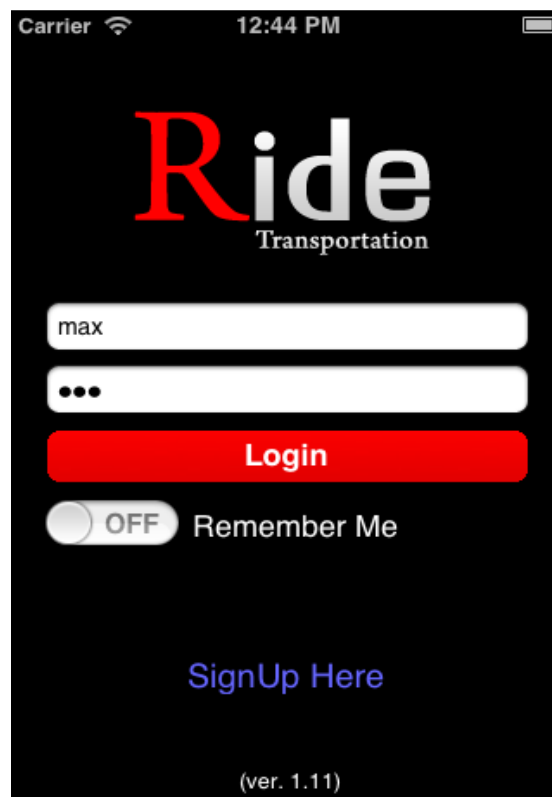 Carrier 12:44 PM
Ride
Transportation
max
•••
Login
OFF Remember Me
SignUp Here
(ver. 1.11)